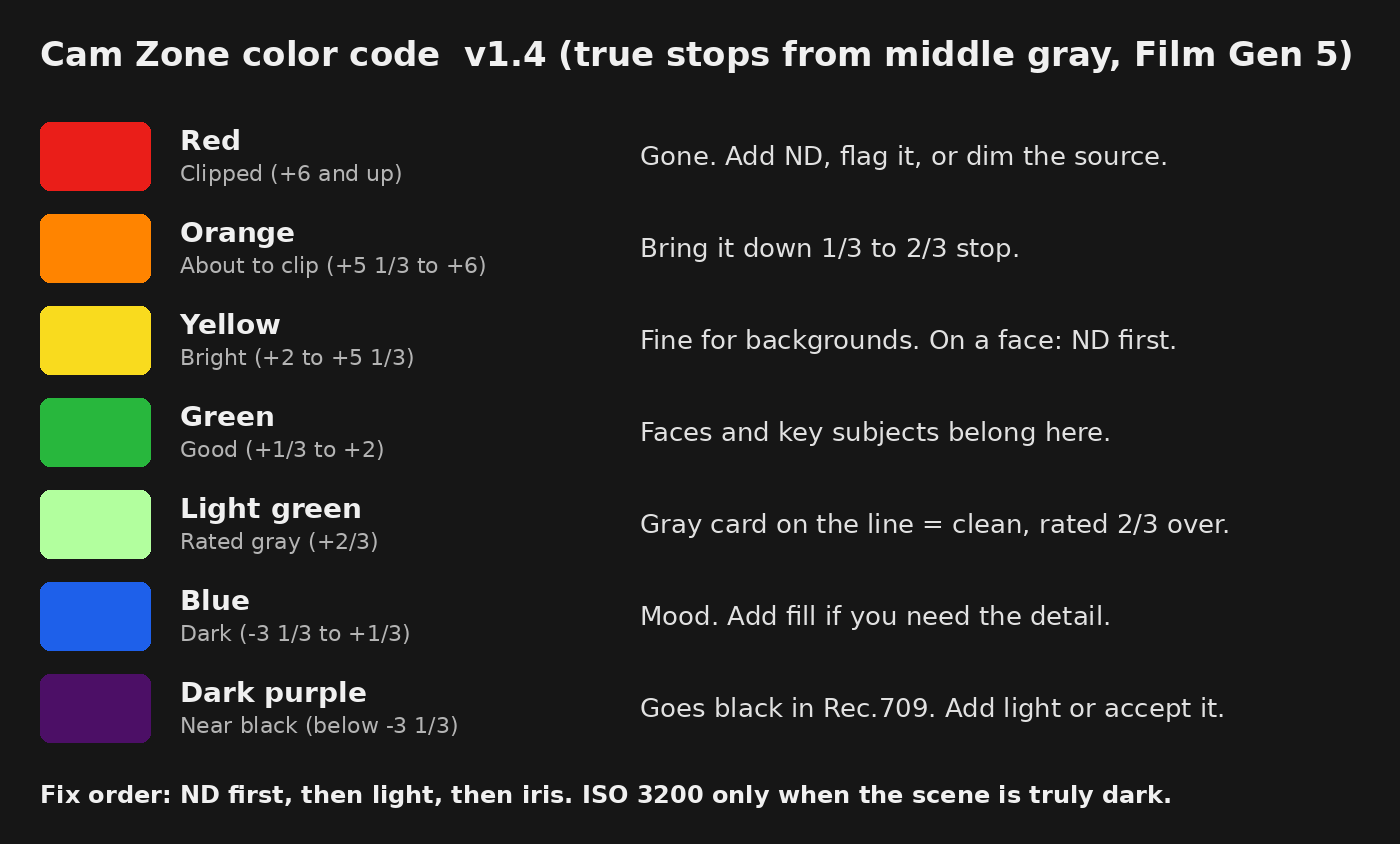 Cam Zone color code  v1.4 (true stops from middle gray, Film Gen 5)
Red
Clipped (+6 and up)
Gone. Add ND, flag it, or dim the source.
Orange
About to clip (+5 1/3 to +6)
Bring it down 1/3 to 2/3 stop.
Yellow
Bright (+2 to +5 1/3)
Fine for backgrounds. On a face: ND first.
Green
Good (+1/3 to +2)
Faces and key subjects belong here.
Light green
Rated gray (+2/3)
Gray card on the line = clean, rated 2/3 over.
Blue
Dark (-3 1/3 to +1/3)
Mood. Add fill if you need the detail.
Dark purple
Near black (below -3 1/3)
Goes black in Rec.709. Add light or accept it.
Fix order: ND first, then light, then iris. ISO 3200 only when the scene is truly dark.